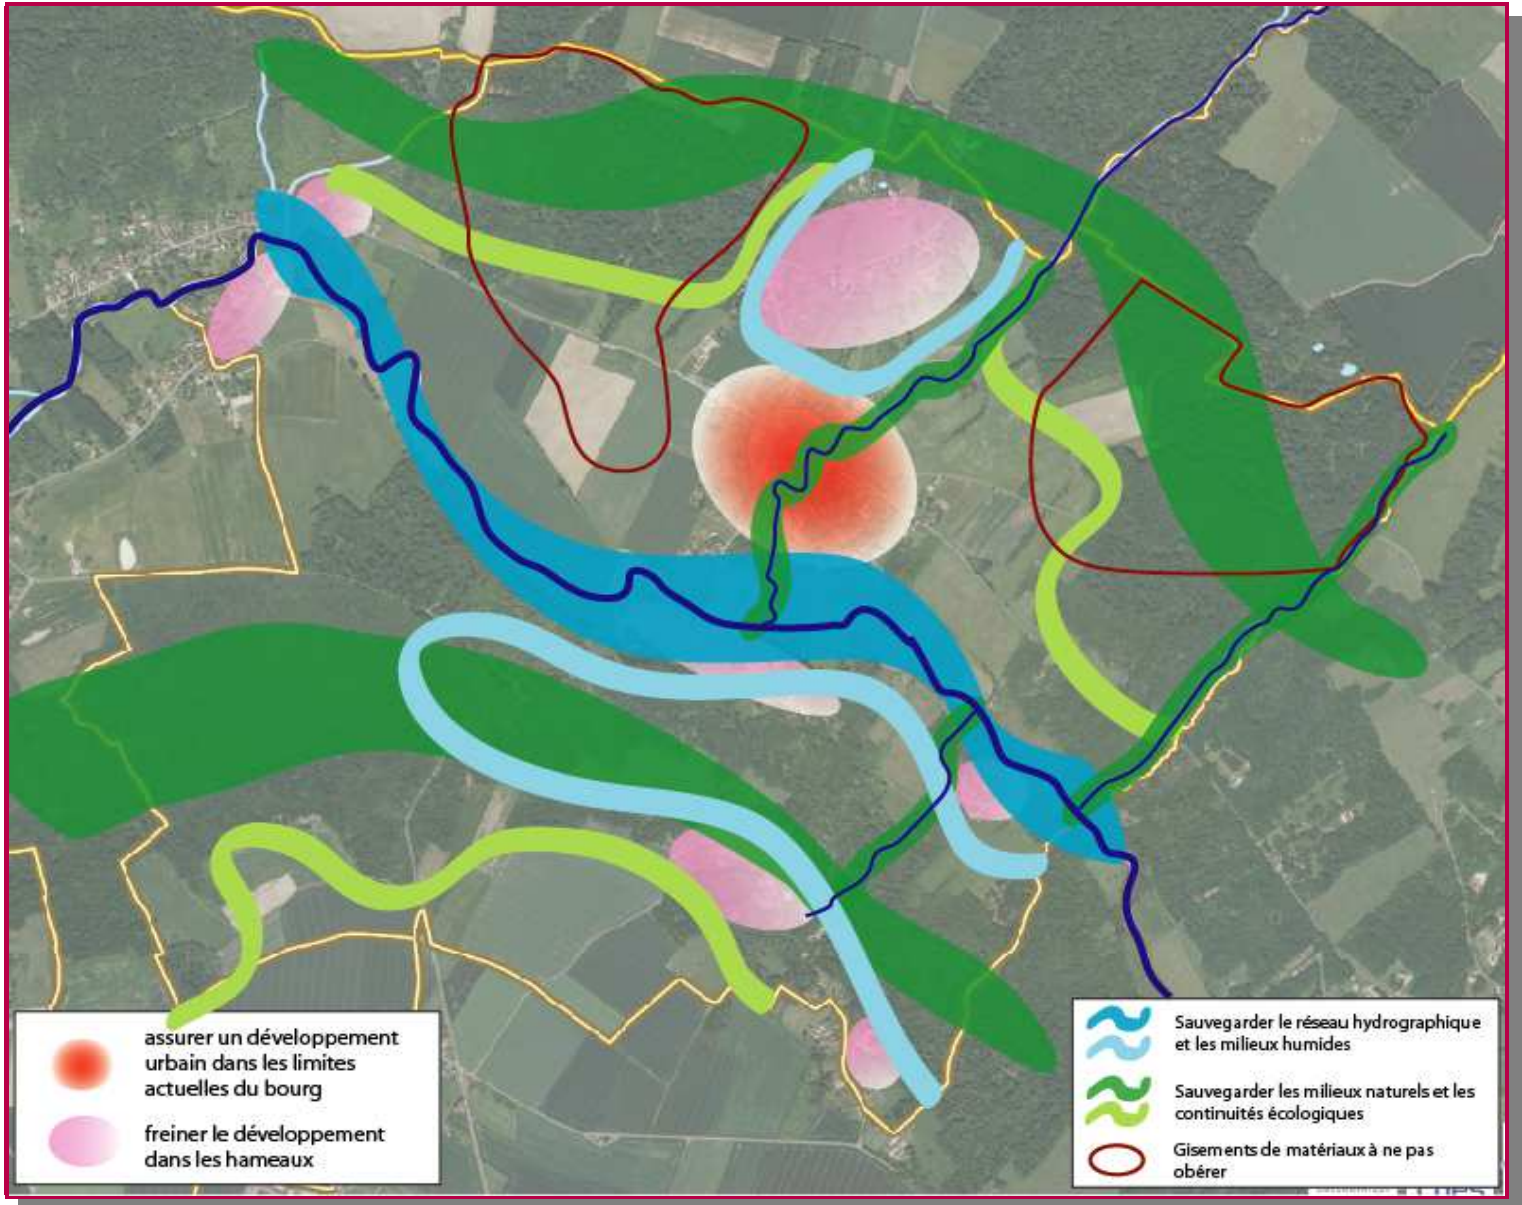 assurer un développement
urbain dans les limites
actuelles du bourg
freiner le développement
dans les hameaux
Sauvegarder le réseau hydrographique
et les milieux humides
Sauvegarder les milieux naturels et les
continuités écologiques
Gisements de matériaux à ne pas
obérer